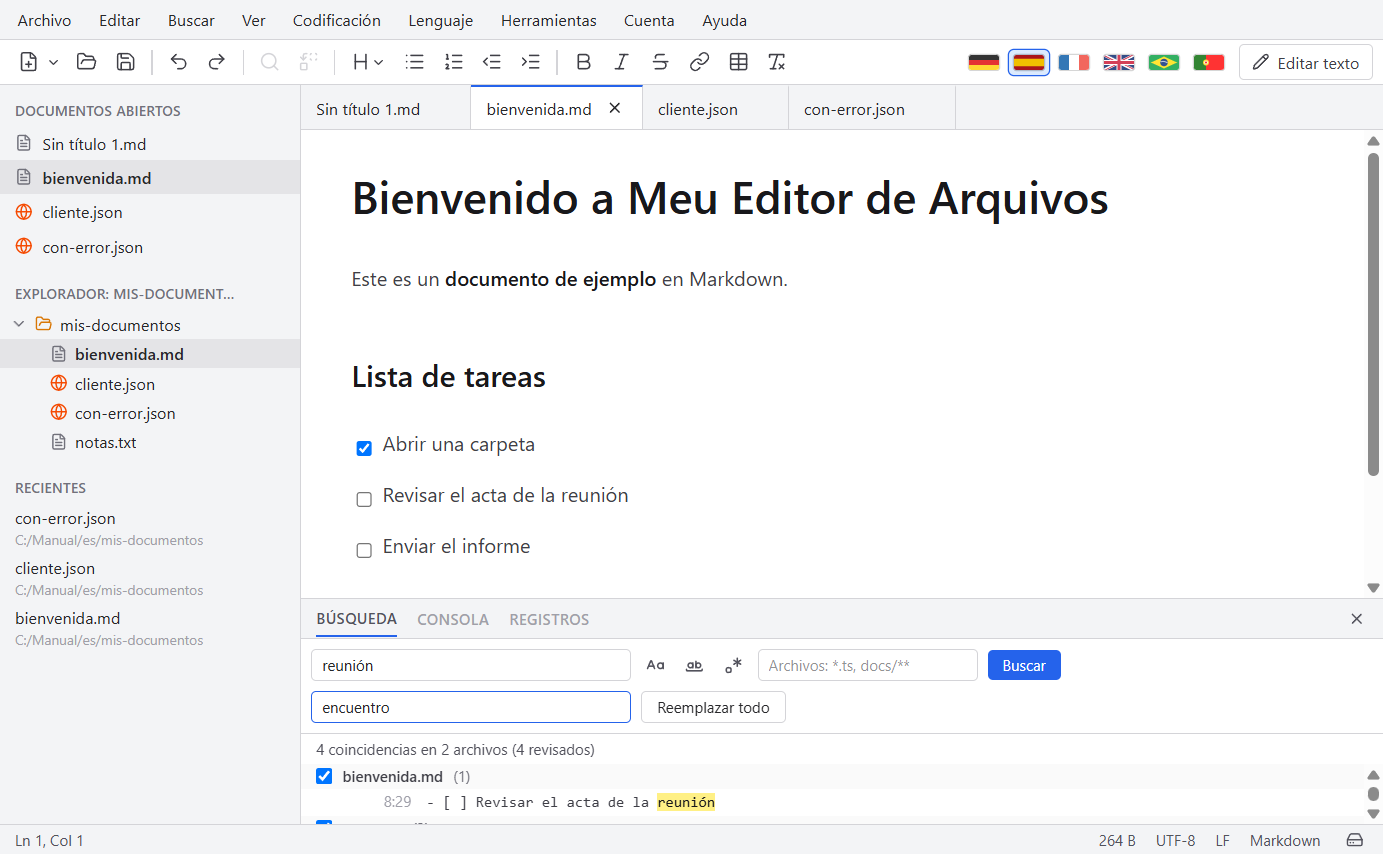 Archivo Editar Buscar Ver Codificación Lenguaje Herramientas Cuenta Ayuda
Editar texto
DOCUMENTOS ABIERTOS
Sin título 1.md
bienvenida.md
cliente.json
con-error.json
EXPLORADOR: MIS-DOCUMENT...
mis-documentos
bienvenida.md
cliente.json
con-error.json
notas.txt
RECIENTES
con-error.json
C:/Manual/es/mis-documentos
cliente.json
C:/Manual/es/mis-documentos
bienvenida.md
C:/Manual/es/mis-documentos
Sin título 1.md bienvenida.md cliente.json con-error.json
Bienvenido a Meu Editor de Arquivos
Este es un documento de ejemplo en Markdown.
Lista de tareas
Abrir una carpeta
Revisar el acta de la reunión
Enviar el informe
BÚSQUEDA CONSOLA REGISTROS
reunión Aa ab Archivos: *.ts, docs/** Buscar
encuentro Reemplazar todo
4 coincidencias en 2 archivos (4 revisados)
bienvenida.md (1)
8:29 - [ ] Revisar el acta de la reunión
Ln 1, Col 1 264 B UTF-8 LF Markdown